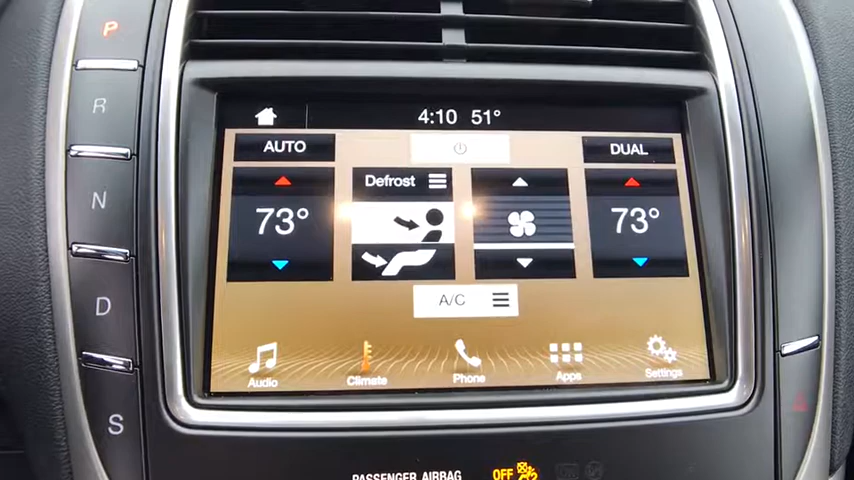 P
R
N
D
S
4:10 51°
AUTO
DUAL
Defrost
73°
73°
A/C
Audio
Climate
Phone
Apps
Settings
PASSENGER AIRBAG OFF